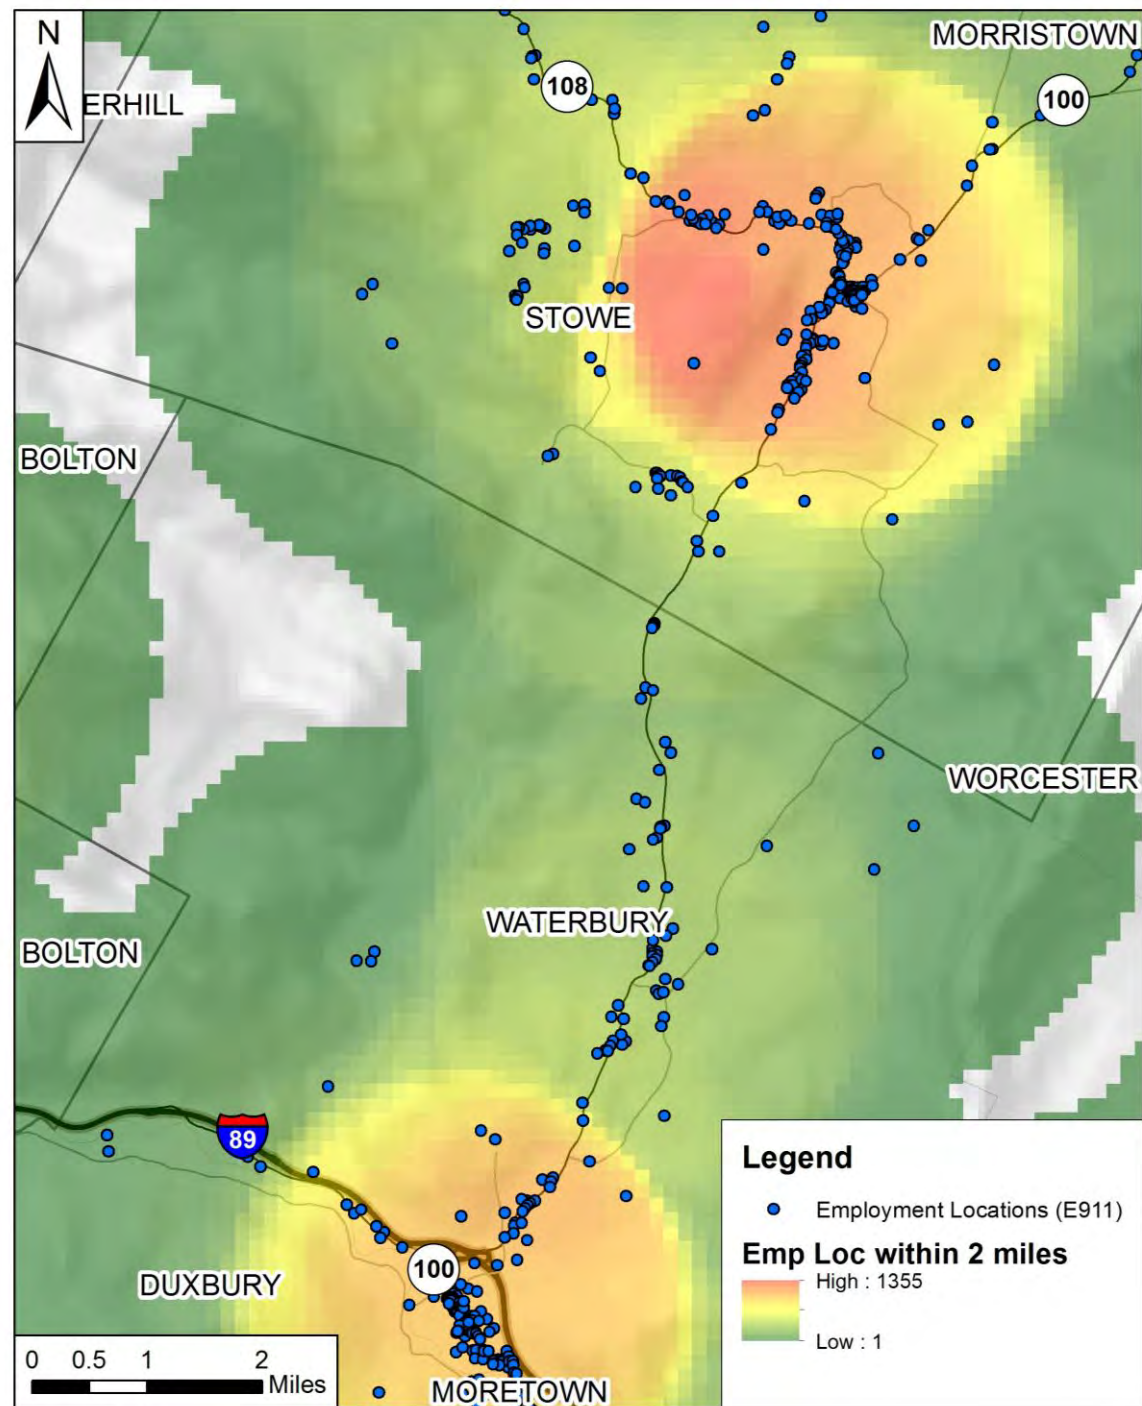 N
MORRISTOWN
108
100
ERHILL
STOWE
BOLTON
WORCESTER
WATERBURY
BOLTON
89
100
DUXBURY
MORETOWN
0 0.5 1 2
Miles
Legend
Employment Locations (E911)
Emp Loc within 2 miles
High : 1355
Low : 1